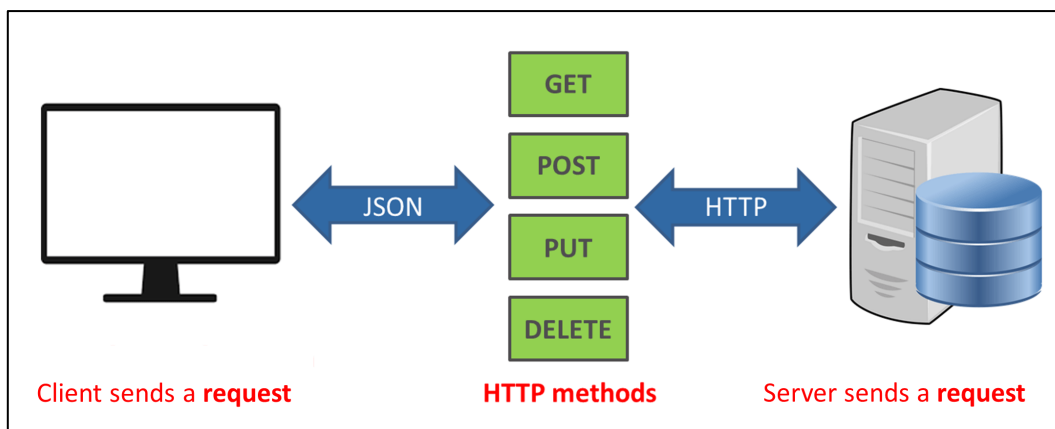 GET
POST
JSON
HTTP
PUT
DELETE
Client sends a request
HTTP methods
Server sends a request